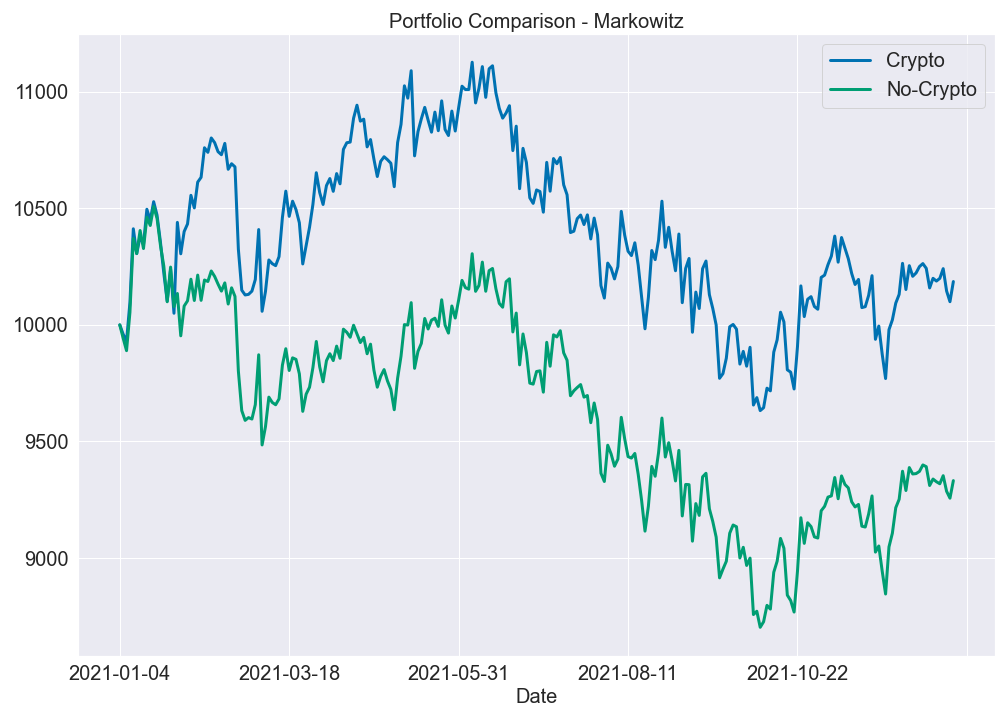 Portfolio Comparison - Markowitz
Crypto
No-Crypto
11000
10500
10000
9500
9000
2021-01-04
2021-03-18
2021-05-31
2021-08-11
2021-10-22
Date